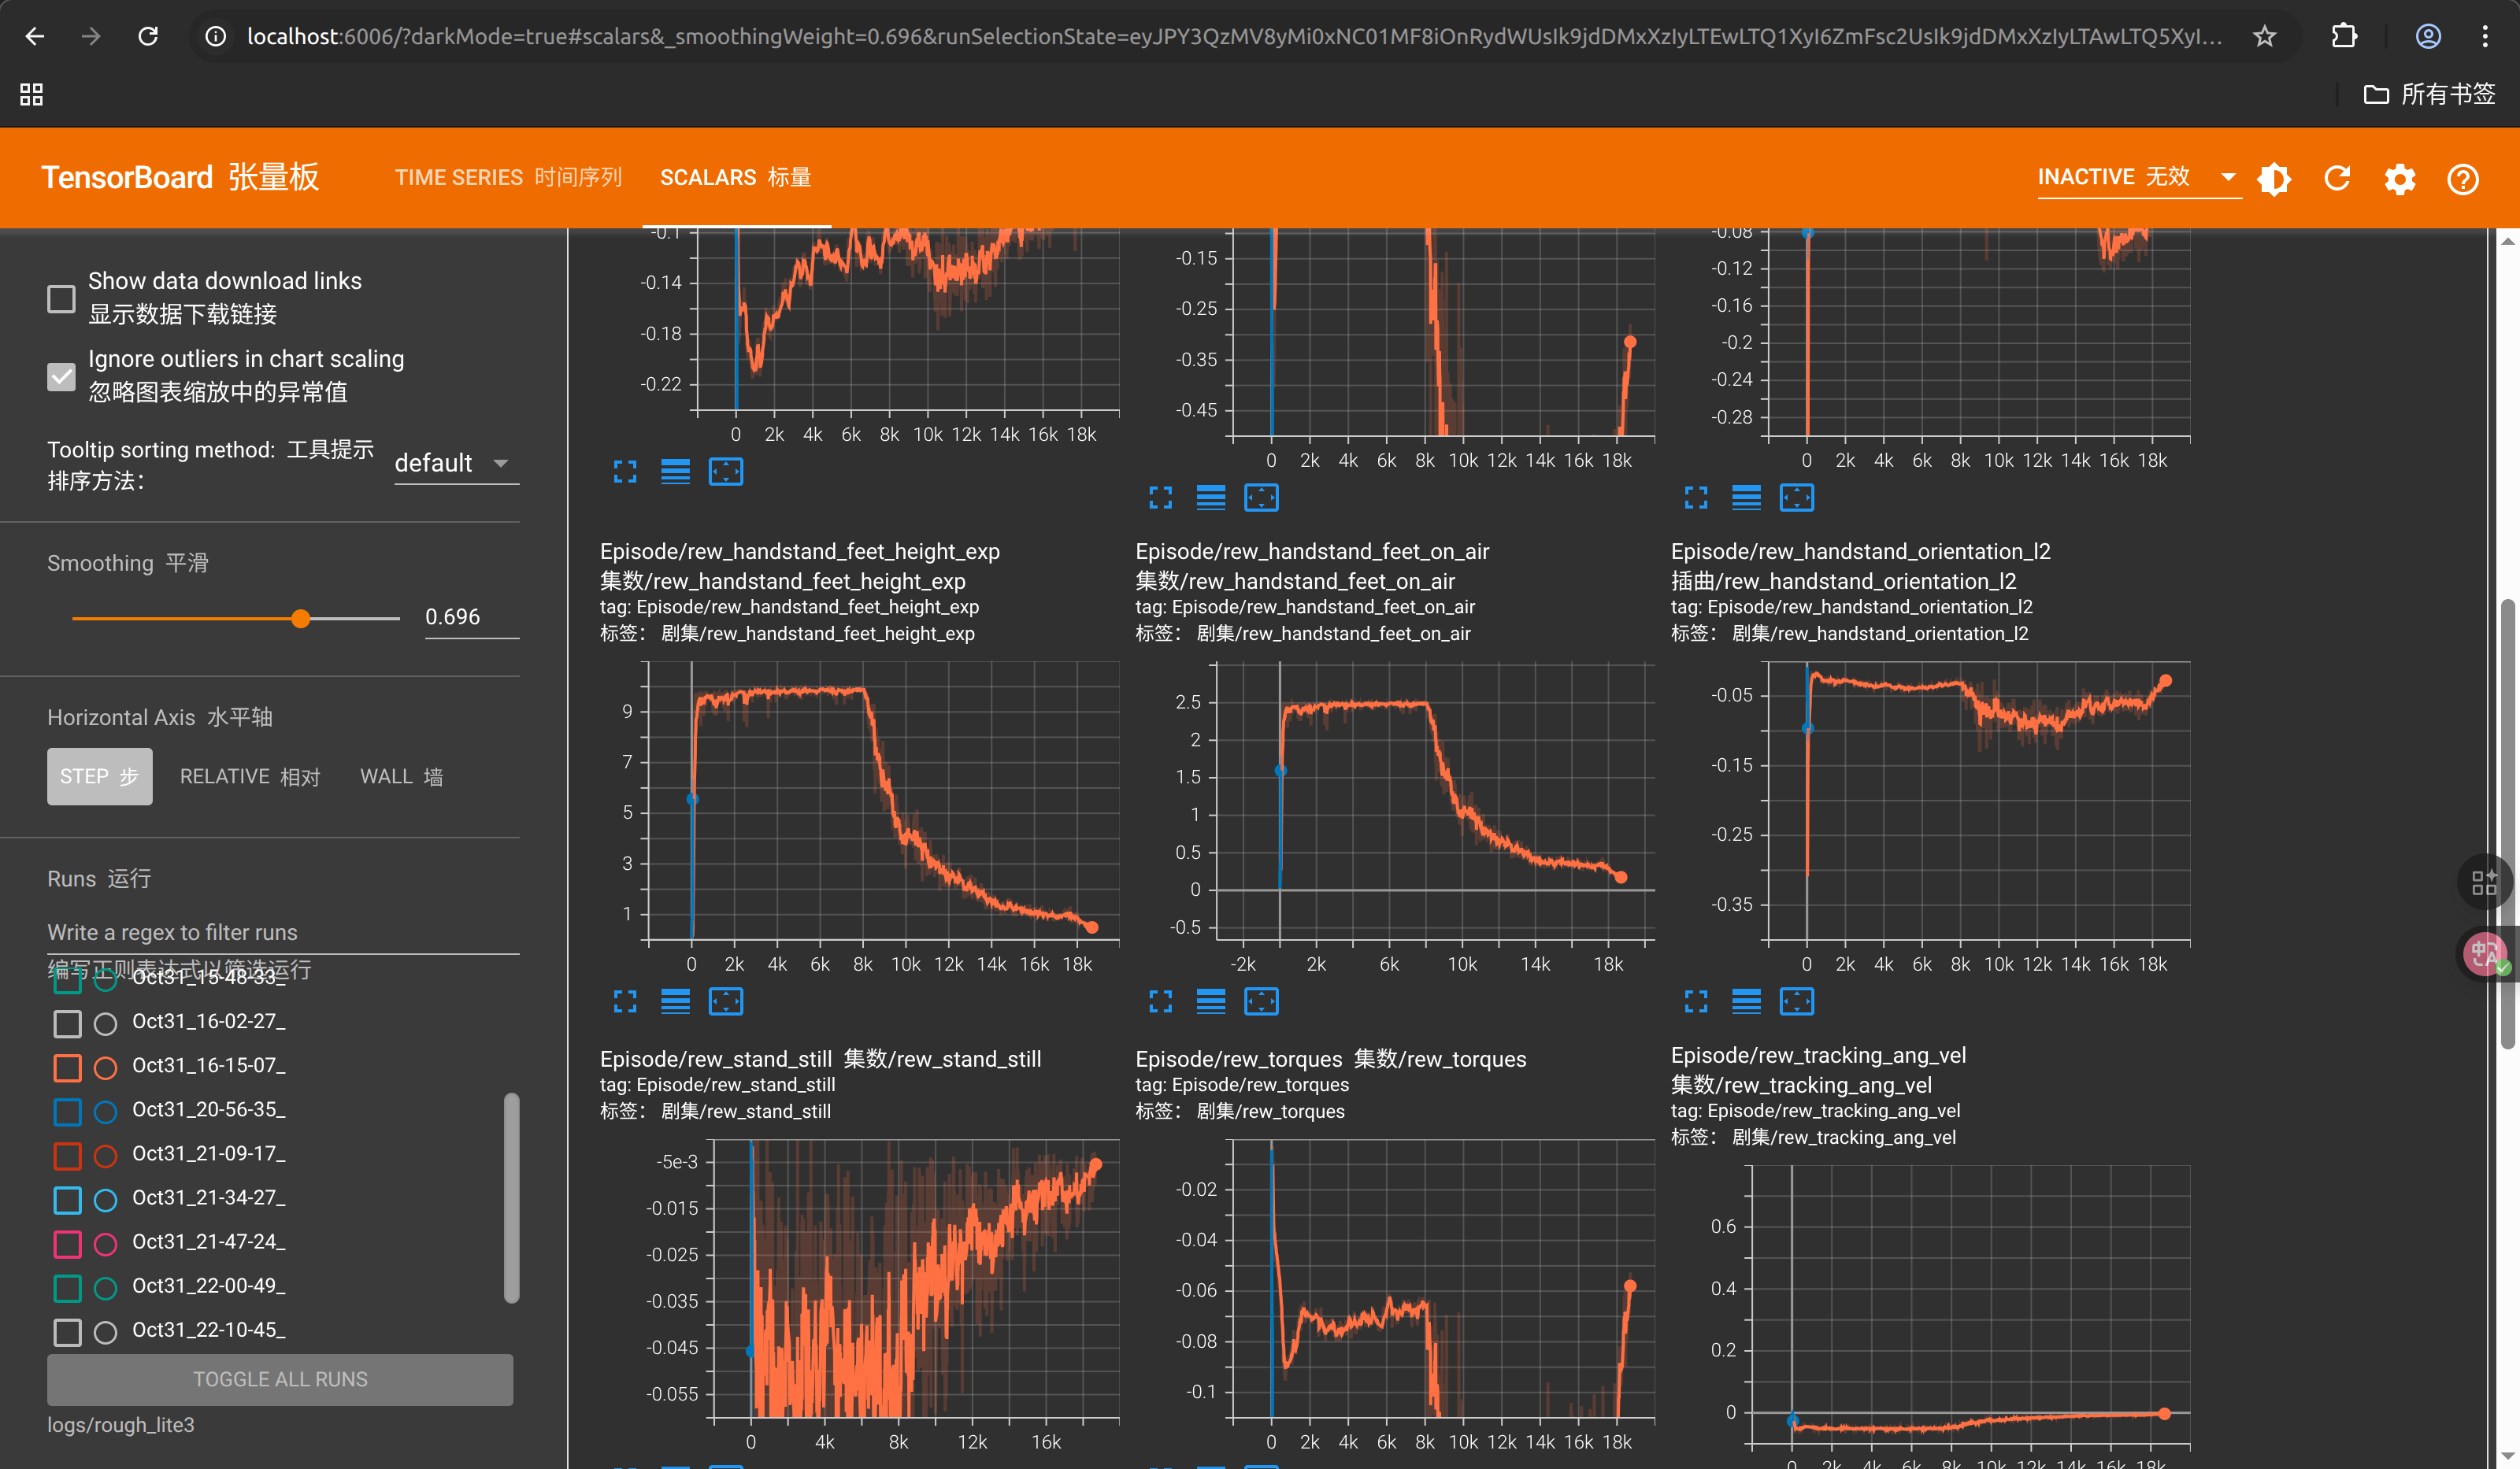 localhost:6006/?darkMode=true#scalars&_smoothingWeight=0.696&runSelectionState=eyJPY3QzMV8yMi0xNC01MF8iOnRydWUsIk9jdDMxXzIyLTEwLTQ1XyI6ZmFsc2UsIk9jdDMxXzIyLTAwLTQ5XyI...
所有书签
TensorBoard 张量板
TIME SERIES 时间序列
SCALARS 标量
INACTIVE 无效
Show data download links
显示数据下载链接
Ignore outliers in chart scaling
忽略图表缩放中的异常值
Tooltip sorting method: 工具提示
排序方法：
default
Smoothing 平滑
0.696
Horizontal Axis 水平轴
STEP 步
RELATIVE 相对
WALL 墙
Runs 运行
Write a regex to filter runs
编写正则表达式以筛选运行
Oct31_15-48-33_
Oct31_16-02-27_
Oct31_16-15-07_
Oct31_20-56-35_
Oct31_21-09-17_
Oct31_21-34-27_
Oct31_21-47-24_
Oct31_22-00-49_
Oct31_22-10-45_
TOGGLE ALL RUNS
logs/rough_lite3
-0.1
-0.14
-0.18
-0.22
0 2k 4k 6k 8k 10k 12k 14k 16k 18k
-0.15
-0.25
-0.35
-0.45
0 2k 4k 6k 8k 10k 12k 14k 16k 18k
-0.08
-0.12
-0.16
-0.2
-0.24
-0.28
0 2k 4k 6k 8k 10k 12k 14k 16k 18k
Episode/rew_handstand_feet_height_exp
集数/rew_handstand_feet_height_exp
tag: Episode/rew_handstand_feet_height_exp
标签： 剧集/rew_handstand_feet_height_exp
9
7
5
3
1
0 2k 4k 6k 8k 10k 12k 14k 16k 18k
Episode/rew_handstand_feet_on_air
集数/rew_handstand_feet_on_air
tag: Episode/rew_handstand_feet_on_air
标签： 剧集/rew_handstand_feet_on_air
2.5
2
1.5
1
0.5
0
-0.5
-2k 2k 6k 10k 14k 18k
Episode/rew_handstand_orientation_l2
插曲/rew_handstand_orientation_l2
tag: Episode/rew_handstand_orientation_l2
标签： 剧集/rew_handstand_orientation_l2
-0.05
-0.15
-0.25
-0.35
0 2k 4k 6k 8k 10k 12k 14k 16k 18k
Episode/rew_stand_still 集数/rew_stand_still
tag: Episode/rew_stand_still
标签： 剧集/rew_stand_still
-5e-3
-0.015
-0.025
-0.035
-0.045
-0.055
0 4k 8k 12k 16k
Episode/rew_torques 集数/rew_torques
tag: Episode/rew_torques
标签： 剧集/rew_torques
-0.02
-0.04
-0.06
-0.08
-0.1
0 2k 4k 6k 8k 10k 12k 14k 16k 18k
Episode/rew_tracking_ang_vel
集数/rew_tracking_ang_vel
tag: Episode/rew_tracking_ang_vel
标签： 剧集/rew_tracking_ang_vel
0.6
0.4
0.2
0
0 2k 4k 6k 8k 10k 12k 14k 16k 18k